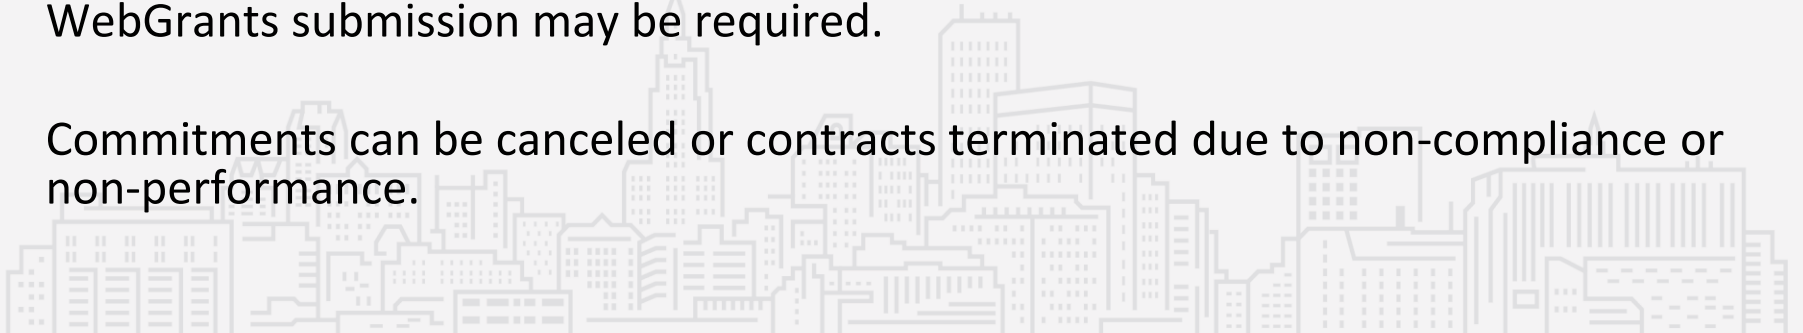 WebGrants submission may be required.
Commitments can be canceled or contracts terminated due to non-compliance or
non-performance.